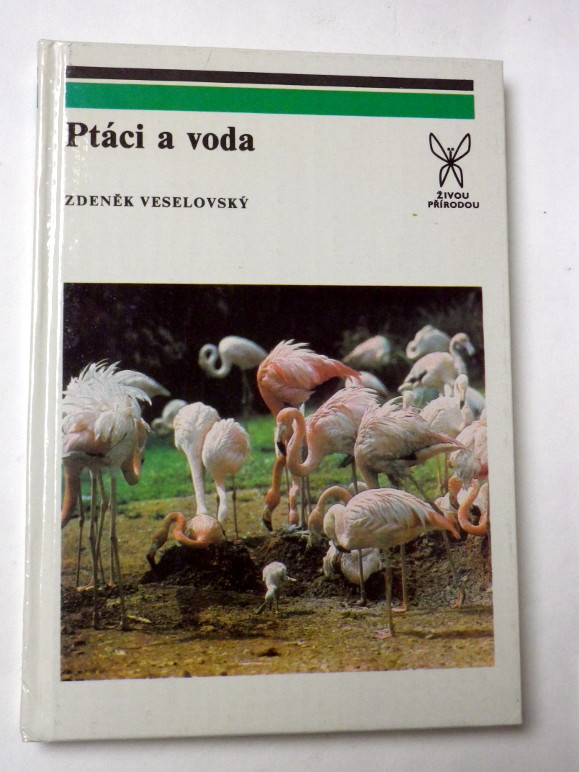 Ptáci a voda
ZDENĚK VESELOVSKÝ
ŽIVOU
PŘÍRODOU